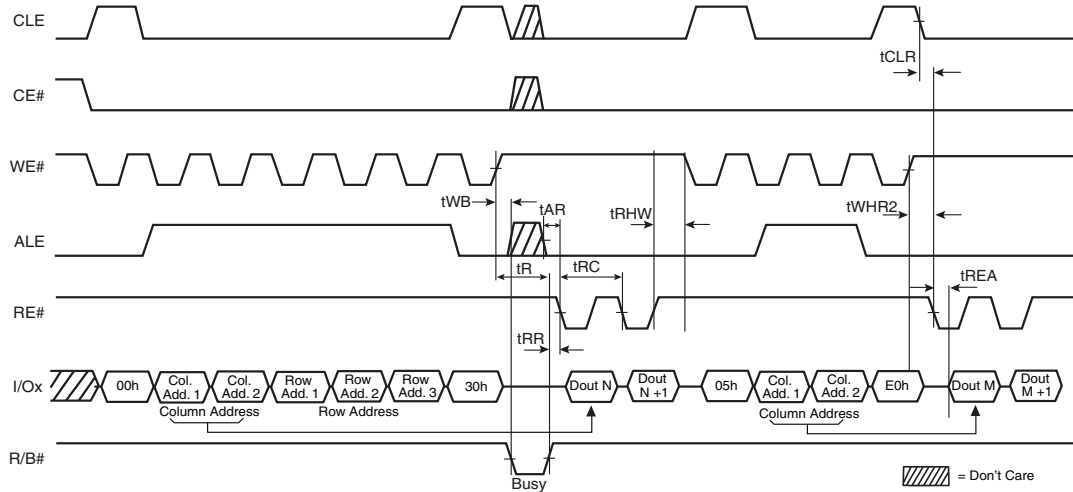 CLE
tCLR
CE#
WE#
tWB
tAR
tRHW
tWHR2
ALE
tR
tRC
tREA
RE#
tRR
I/Ox
00h
Col. Add. 1
Col. Add. 2
Row Add. 1
Row Add. 2
Row Add. 3
30h
Dout N
Dout N +1
05h
Col. Add. 1
Col. Add. 2
E0h
Dout M
Dout M +1
Column Address
Row Address
Column Address
R/B#
Busy
= Don't Care